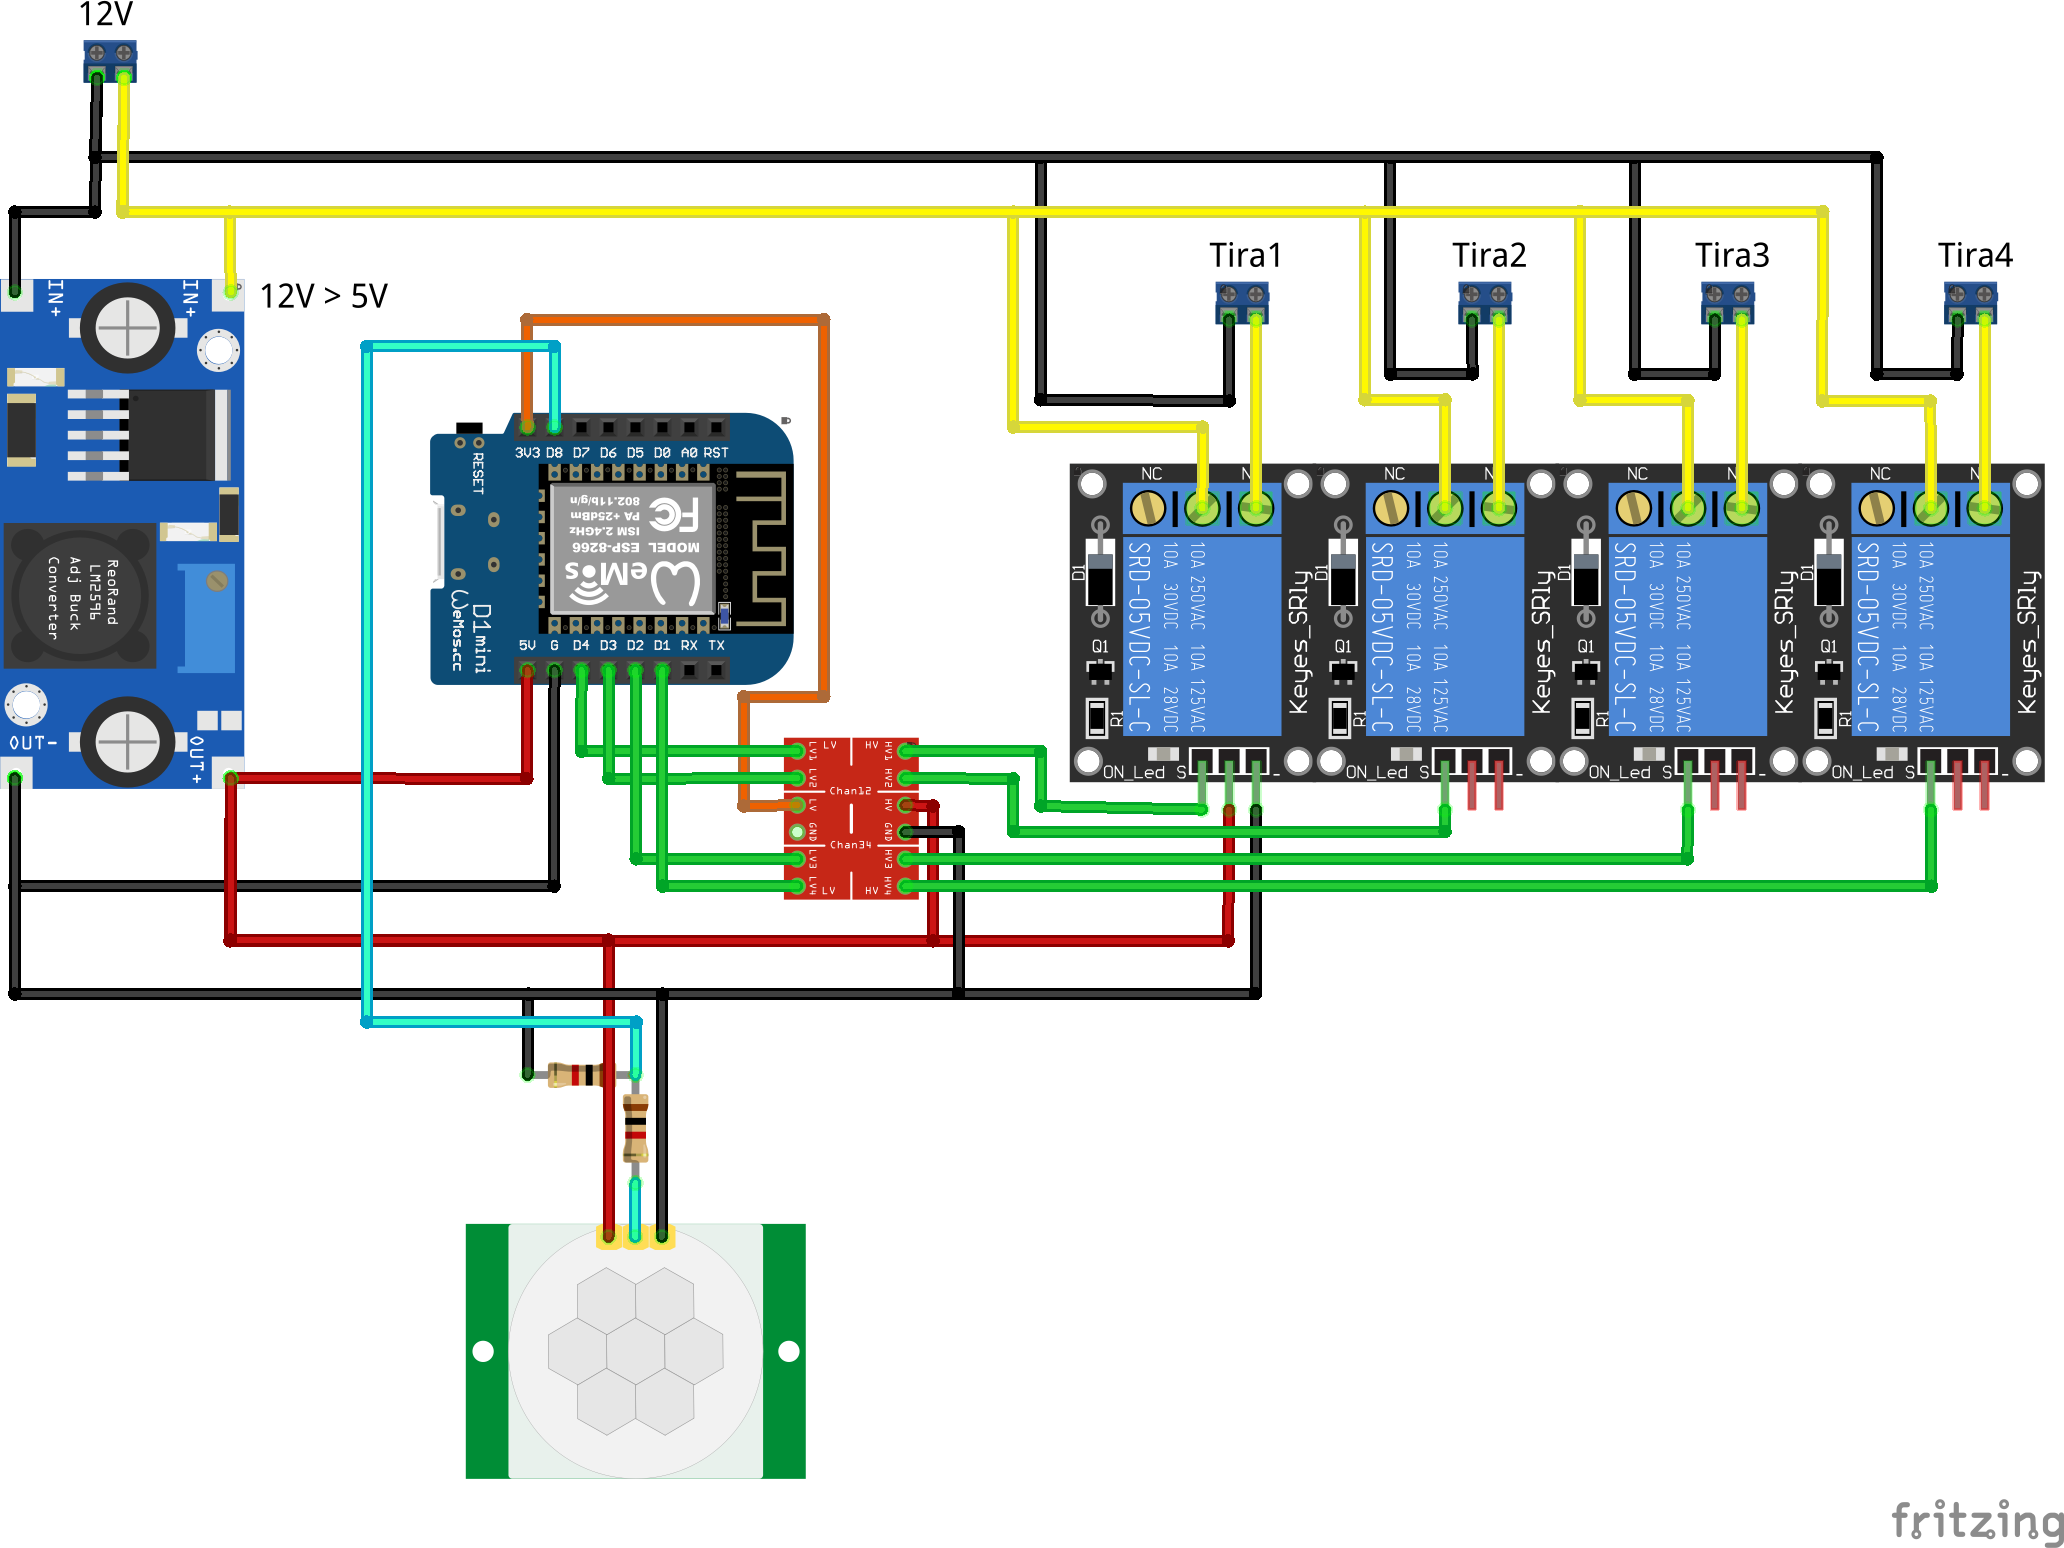 12V
Tira1
Tira2
Tira3
Tira4
IN+
IN+
12V > 5V
ReoRand
LM2596
Adj Buck
Converter
OUT-
OUT+
3V3 D8 D7 D6 D5 D0 A0 RST
RESET
802.11b/g/n
PA +25dBm
ISM 2.4GHz
MODEL ESP-8266
FC
WeMos
D1mini
WeMos.cc
5V G D4 D3 D2 D1 RX TX
LV HV
LV1 HV1
LV2 HV2
Chan12
LV HV
GND GND
Chan34
LV3 HV3
LV4 HV4
LV HV
NC N
D1
SRD-05VDC-SL-C
10A 30VDC 10A 28VDC
10A 250VAC 10A 125VAC
Keyes_SRly
Q1
R1
ON_Led S -
NC N
D1
SRD-05VDC-SL-C
10A 30VDC 10A 28VDC
10A 250VAC 10A 125VAC
Keyes_SRly
Q1
R1
ON_Led S -
NC N
D1
SRD-05VDC-SL-C
10A 30VDC 10A 28VDC
10A 250VAC 10A 125VAC
Keyes_SRly
Q1
R1
ON_Led S -
NC N
D1
SRD-05VDC-SL-C
10A 30VDC 10A 28VDC
10A 250VAC 10A 125VAC
Keyes_SRly
Q1
R1
ON_Led S -
fritzing